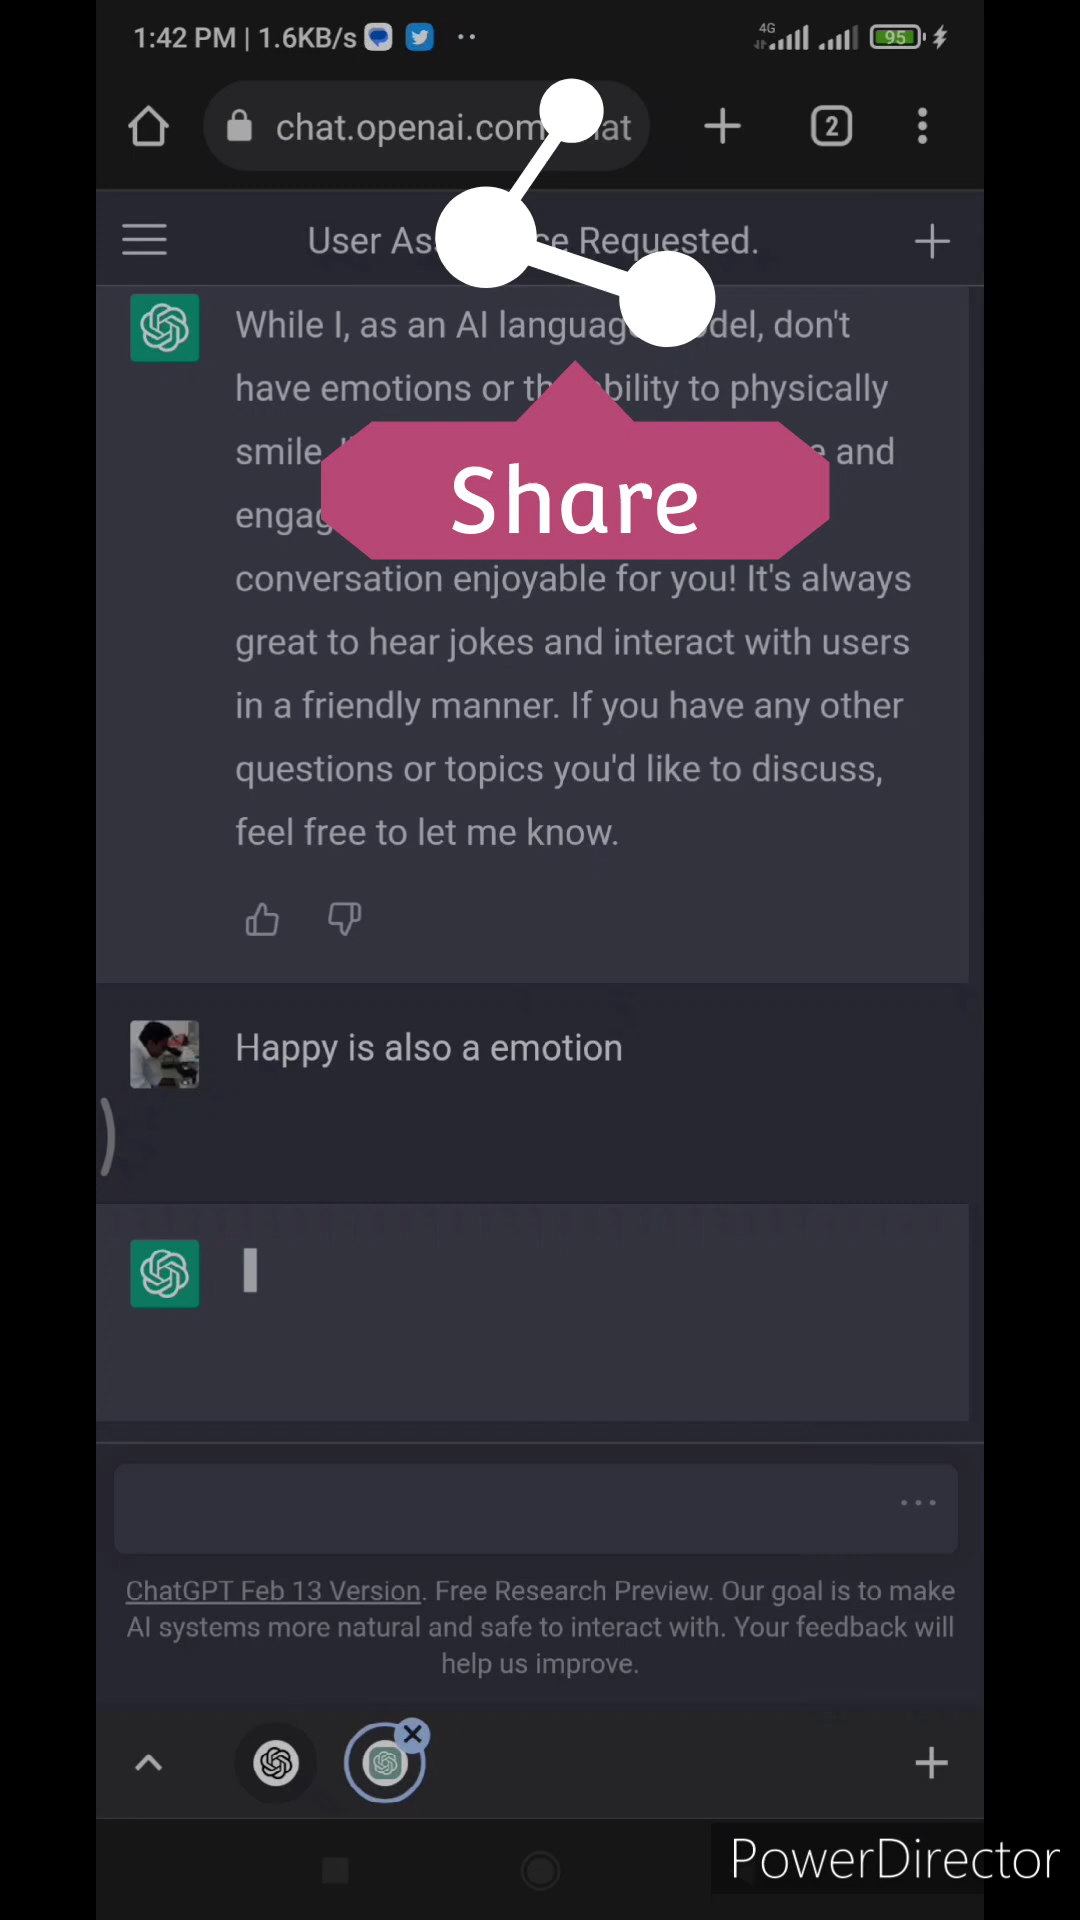 1:42 PM | 1.6KB/s
4G
95
chat.openai.com at
2
User As ce Requested.
While I, as an AI languag del, don't
have emotions or th bility to physically
smile. e and
engag
Share
conversation enjoyable for you! It's always
great to hear jokes and interact with users
in a friendly manner. If you have any other
questions or topics you'd like to discuss,
feel free to let me know.
Happy is also a emotion
ChatGPT Feb 13 Version. Free Research Preview. Our goal is to make
AI systems more natural and safe to interact with. Your feedback will
help us improve.
PowerDirector